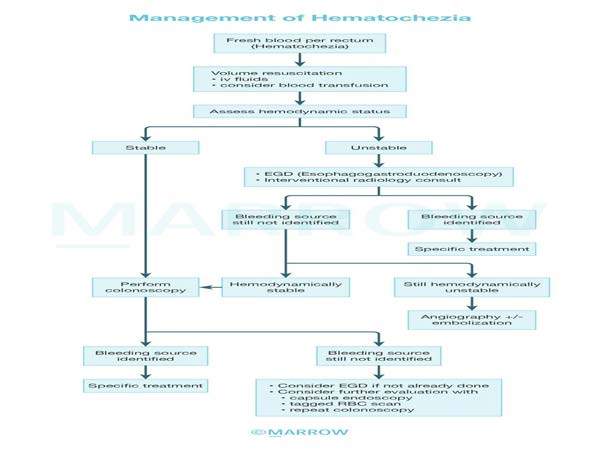 Management of Hematochezia
Fresh blood per rectum
(Hematochezia)
Volume resuscitation
• iv fluids
• consider blood transfusion
Assess hemodynamic status
Stable
Unstable
• EGD (Esophagogastroduodenoscopy)
• Interventional radiology consult
Bleeding source
still not identified
Bleeding source
identified
Specific treatment
Perform
colonoscopy
Hemodynamically
stable
Still hemodynamically
unstable
Angiography +/-
embolization
Bleeding source
identified
Bleeding source
still not identified
Specific treatment
• Consider EGD if not already done
• Consider further evaluation with
• capsule endoscopy
• tagged RBC scan
• repeat colonoscopy
MARROW
©MARROW